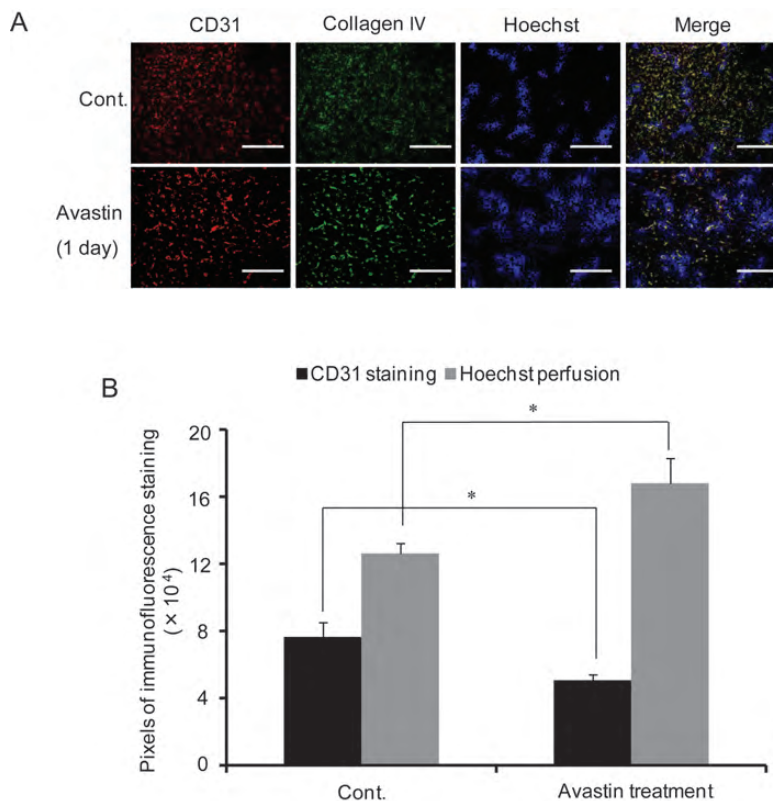 A
CD31 Collagen IV Hoechst Merge
Cont.
Avastin
(1 day)
B
CD31 staining Hoechst perfusion
Pixels of immunofluorescence staining
(×10⁴)
20
16
12
8
4
0
*
*
Cont. Avastin treatment